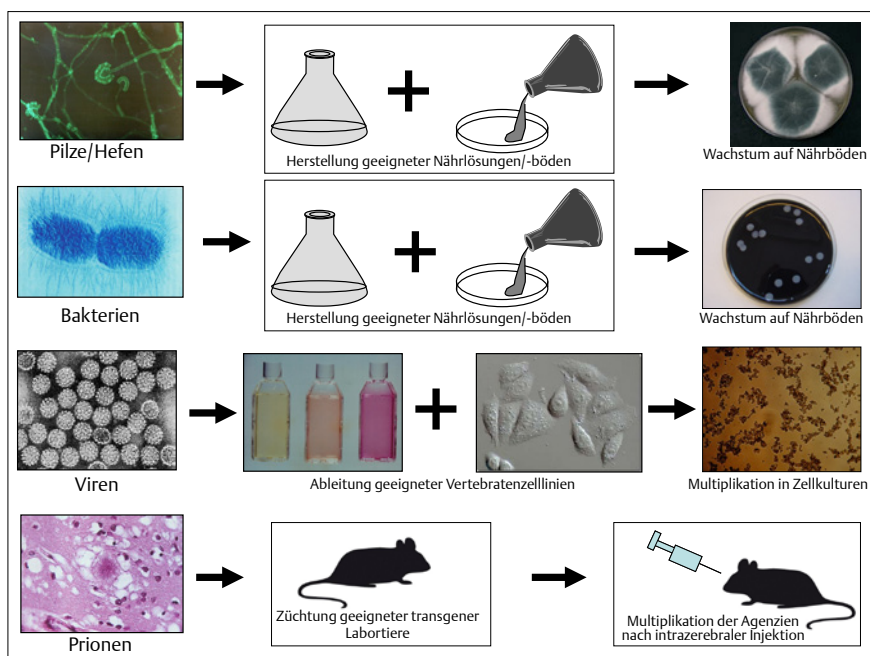 Pilze/Hefen
Herstellung geeigneter Nährlösungen/-böden
Wachstum auf Nährböden
Bakterien
Herstellung geeigneter Nährlösungen/-böden
Wachstum auf Nährböden
Viren
Ableitung geeigneter Vertebratenzelllinien
Multiplikation in Zellkulturen
Prionen
Züchtung geeigneter transgener
Labortiere
Multiplikation der Agenzien
nach intrazerebraler Injektion